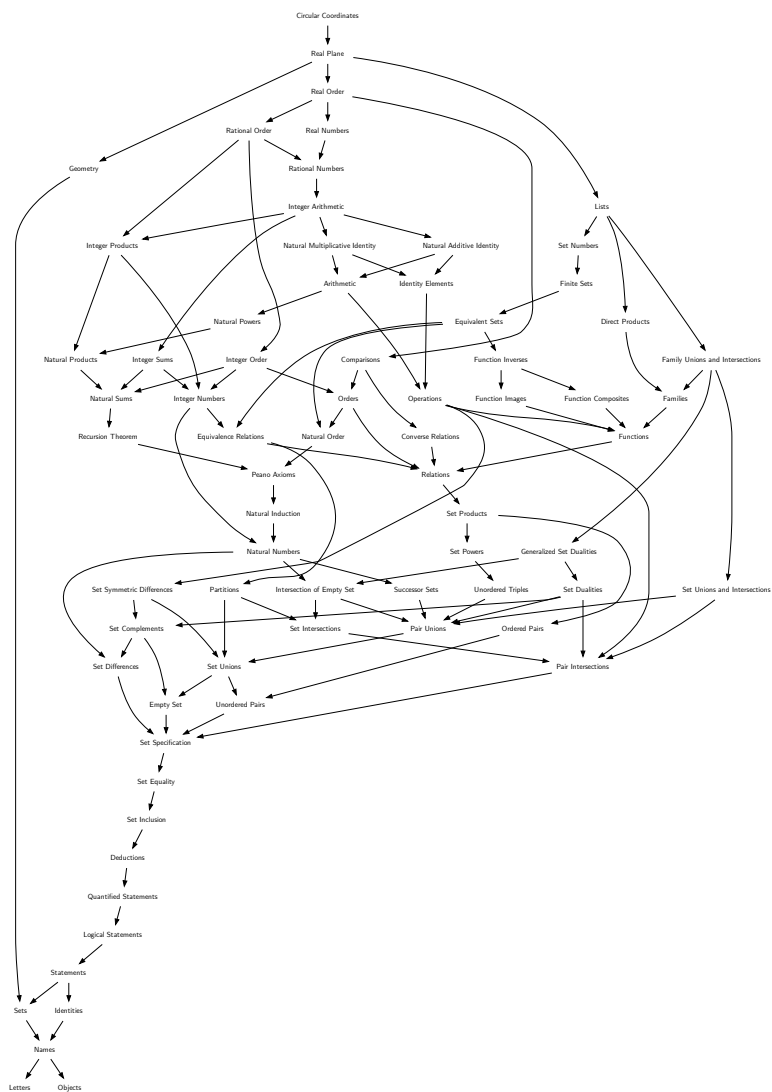 Circular Coordinates
Real Plane
Real Order
Rational Order
Real Numbers
Geometry
Rational Numbers
Integer Arithmetic
Lists
Integer Products
Natural Multiplicative Identity
Natural Additive Identity
Set Numbers
Arithmetic
Identity Elements
Finite Sets
Natural Powers
Equivalent Sets
Direct Products
Natural Products
Integer Sums
Integer Order
Comparisons
Function Inverses
Family Unions and Intersections
Natural Sums
Integer Numbers
Orders
Operations
Function Images
Function Composites
Families
Recursion Theorem
Equivalence Relations
Natural Order
Converse Relations
Functions
Peano Axioms
Relations
Natural Induction
Set Products
Natural Numbers
Set Powers
Generalized Set Dualities
Set Symmetric Differences
Partitions
Intersection of Empty Set
Successor Sets
Unordered Triples
Set Dualities
Set Unions and Intersections
Set Complements
Set Intersections
Pair Unions
Ordered Pairs
Set Differences
Set Unions
Pair Intersections
Empty Set
Unordered Pairs
Set Specification
Set Equality
Set Inclusion
Deductions
Quantified Statements
Logical Statements
Statements
Sets
Identities
Names
Letters
Objects